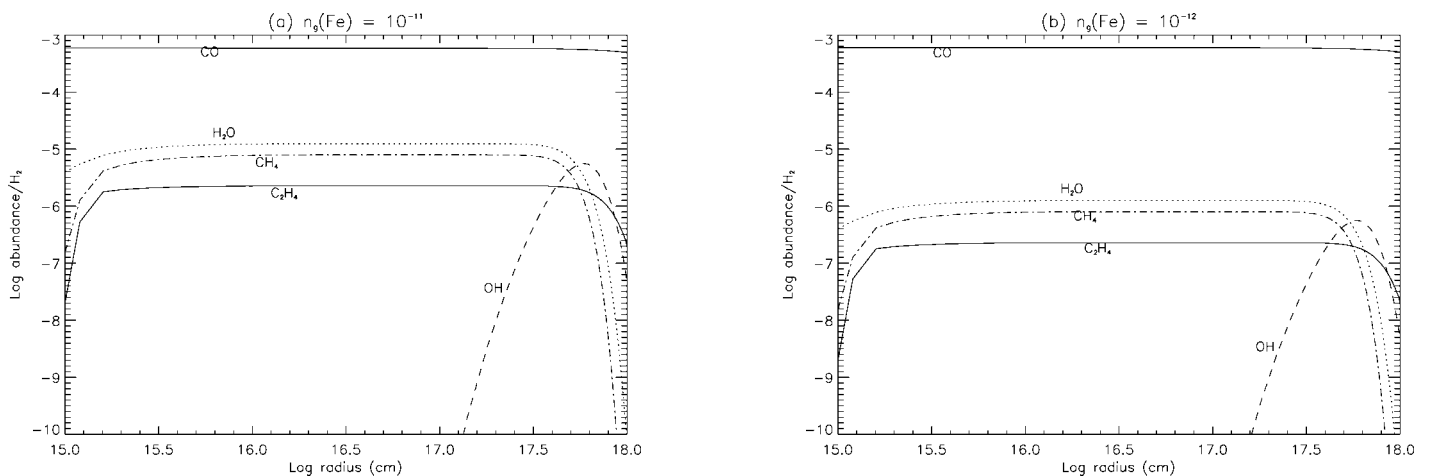 (a) n₉(Fe) = 10⁻¹¹
-3
-4
-5
-6
-7
-8
-9
-10
Log abundance/H₂
CO
H₂O
CH₄
C₂H₄
OH
15.0 15.5 16.0 16.5 17.0 17.5 18.0
Log radius (cm)
(b) n₉(Fe) = 10⁻¹²
-3
-4
-5
-6
-7
-8
-9
-10
Log abundance/H₂
CO
H₂O
CH₄
C₂H₄
OH
15.0 15.5 16.0 16.5 17.0 17.5 18.0
Log radius (cm)